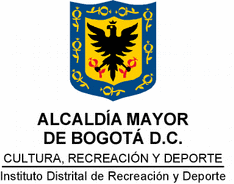 ALCALDÍA MAYOR
DE BOGOTÁ D.C.
CULTURA, RECREACIÓN Y DEPORTE
Instituto Distrital de Recreación y Deporte